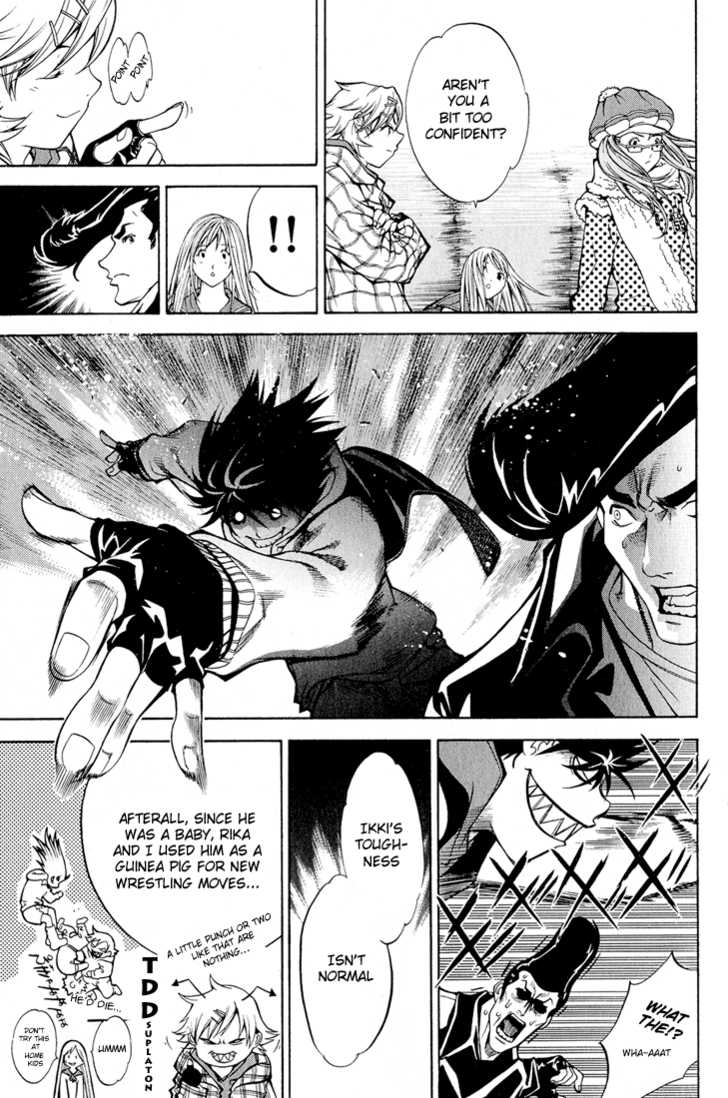 AREN'T
YOU A
BIT TOO
CONFIDENT?
POINT
POINT
!!
WHAT
THE!?
WHA-AAAT
IKKI'S
TOUGH-
NESS
ISN'T
NORMAL
AFTERALL, SINCE HE
WAS A BABY, RIKA
AND I USED HIM AS A
GUINEA PIG FOR NEW
WRESTLING MOVES...
A LITTLE PUNCH OR TWO
LIKE THAT ARE
NOTHING...
TDD
SUPLATON
HE'D DIE...
UMMM
DON'T
TRY THIS
AT
HOME
KIDS